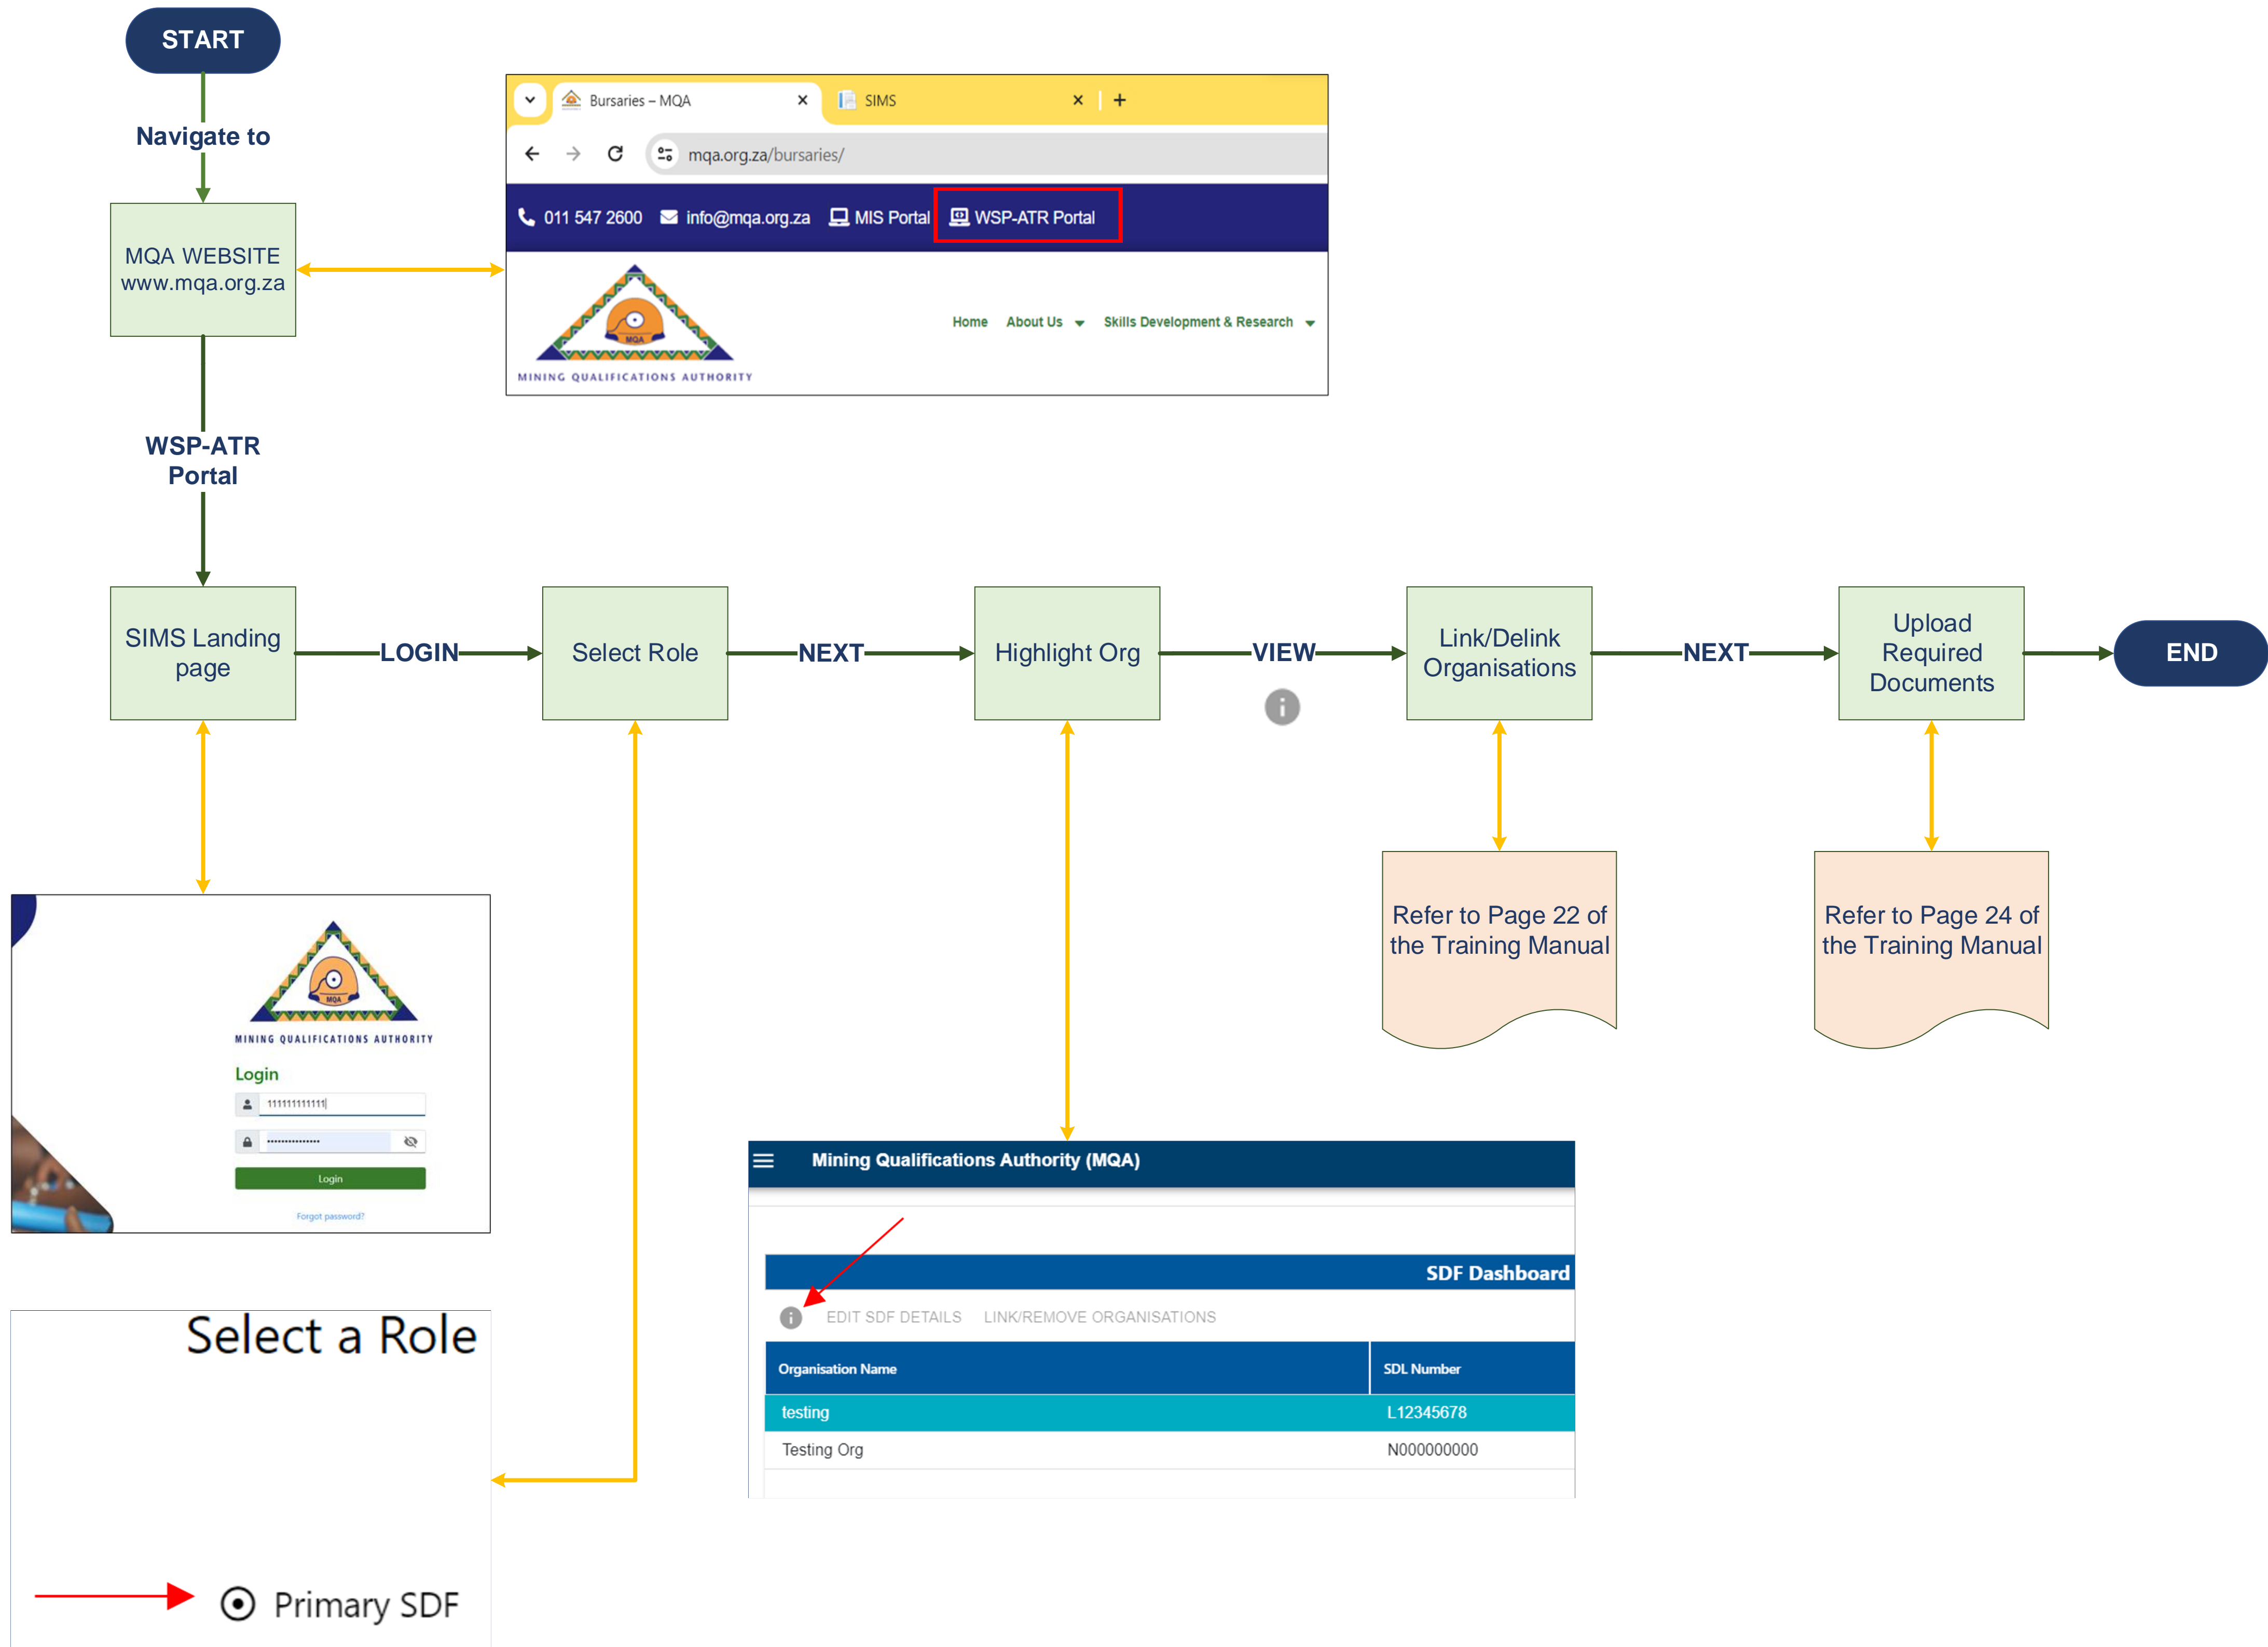 START
Navigate to
MQA WEBSITE
www.mqa.org.za
Bursaries – MQA
SIMS
mqa.org.za/bursaries/
011 547 2600 info@mqa.org.za MIS Portal WSP-ATR Portal
MQA
MINING QUALIFICATIONS AUTHORITY
Home About Us Skills Development & Research
WSP-ATR
Portal
SIMS Landing
page
LOGIN
Select Role
NEXT
Highlight Org
VIEW
Link/Delink
Organisations
NEXT
Upload
Required
Documents
END
MQA
MINING QUALIFICATIONS AUTHORITY
Login
111111111111
Login
Forgot password?
Refer to Page 22 of
the Training Manual
Refer to Page 24 of
the Training Manual
Mining Qualifications Authority (MQA)
SDF Dashboard
EDIT SDF DETAILS LINK/REMOVE ORGANISATIONS
Organisation Name SDL Number
testing L12345678
Testing Org N000000000
Select a Role
Primary SDF